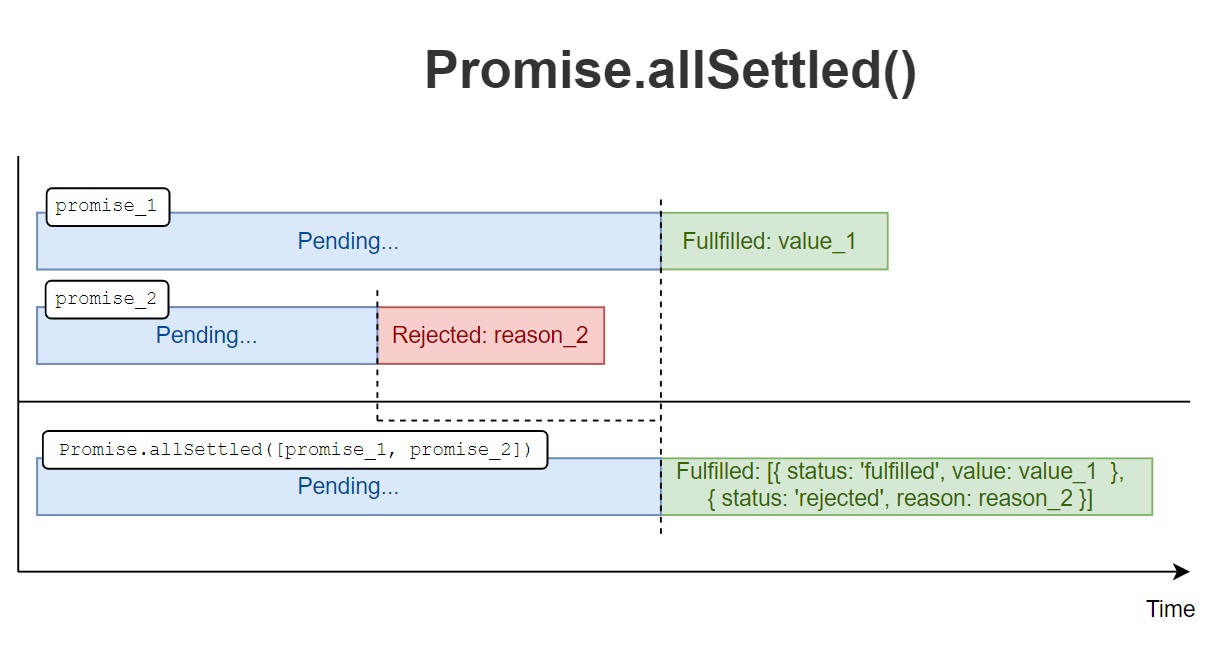 Promise.allSettled()
promise_1
Pending...
Fullfilled: value_1
promise_2
Pending...
Rejected: reason_2
Promise.allSettled([promise_1, promise_2])
Pending...
Fulfilled: [{ status: 'fulfilled', value: value_1 },
{ status: 'rejected', reason: reason_2 }]
Time